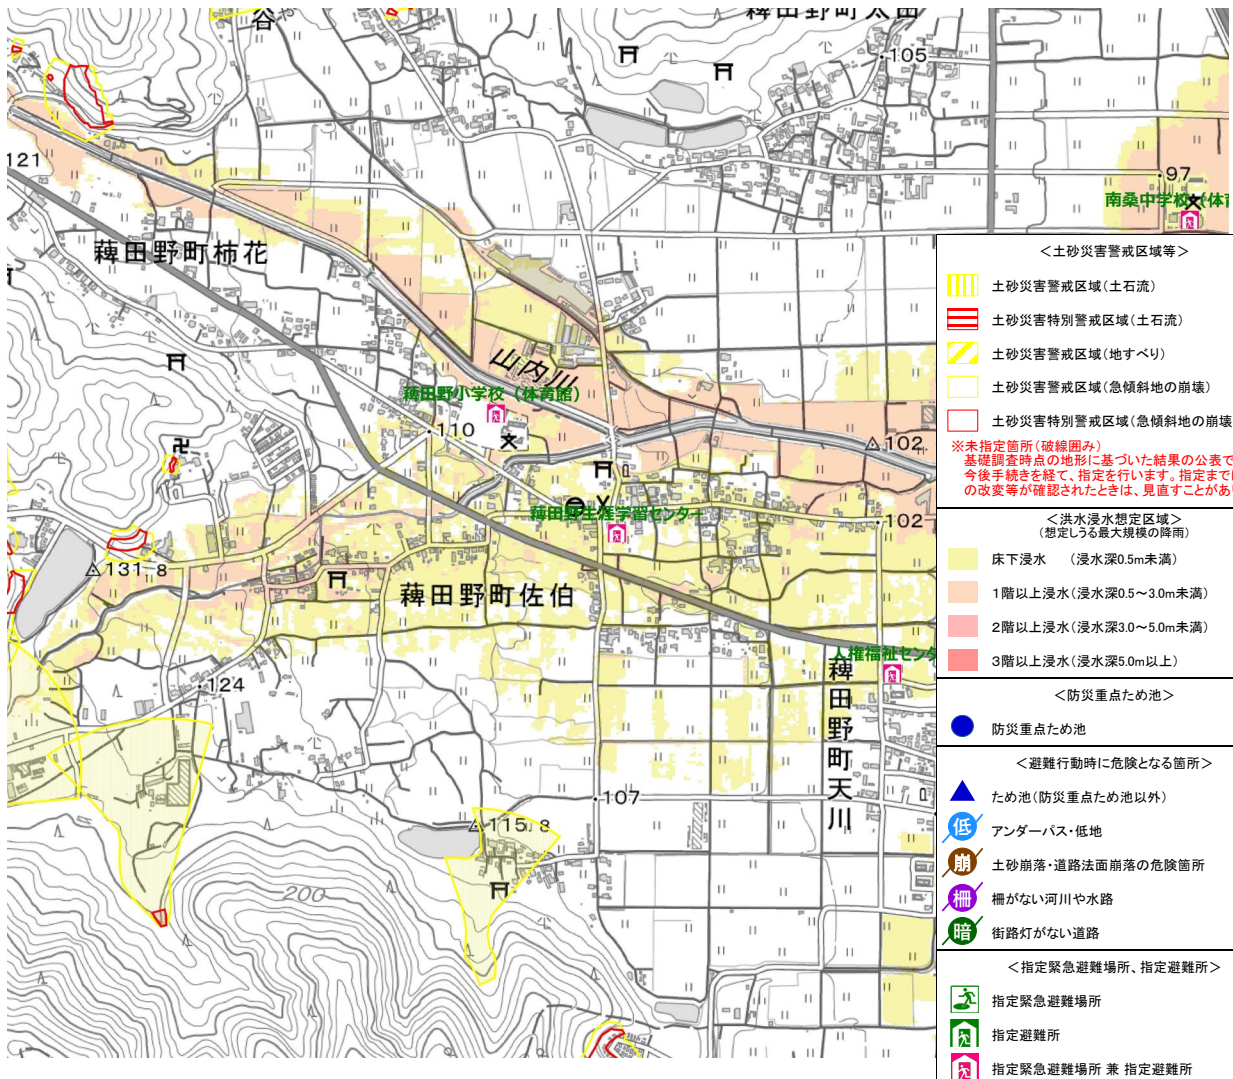 谷
薭田野町太田
105
121
97
南桑中学校（体育
薭田野町柿花
山内川
薭田野小学校（体育館）
110
102
薭田野生涯学習センター
102
131.8
薭田野町佐伯
人権福祉センタ
124
薭田野町天川
107
115.8
200
＜土砂災害警戒区域等＞
土砂災害警戒区域（土石流）
土砂災害特別警戒区域（土石流）
土砂災害警戒区域（地すべり）
土砂災害警戒区域（急傾斜地の崩壊）
土砂災害特別警戒区域（急傾斜地の崩壊
※未指定箇所（破線囲み）
基礎調査時点の地形に基づいた結果の公表で
今後手続きを経て、指定を行います。指定まで
の改変等が確認されたときは、見直すことがあ
＜洪水浸水想定区域＞
（想定しうる最大規模の降雨）
床下浸水　（浸水深0.5m未満）
1階以上浸水（浸水深0.5～3.0m未満）
2階以上浸水（浸水深3.0～5.0m未満）
3階以上浸水（浸水深5.0m以上）
＜防災重点ため池＞
防災重点ため池
＜避難行動時に危険となる箇所＞
ため池（防災重点ため池以外）
低 アンダーパス・低地
崩 土砂崩落・道路法面崩落の危険箇所
柵 柵がない河川や水路
暗 街路灯がない道路
＜指定緊急避難場所、指定避難所＞
指定緊急避難場所
指定避難所
指定緊急避難場所 兼 指定避難所